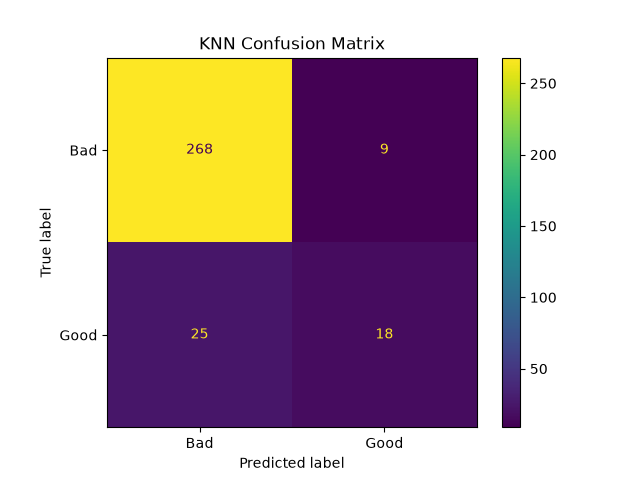 KNN Confusion Matrix
True label
Bad
Good
268
9
25
18
Bad
Good
Predicted label
250
200
150
100
50